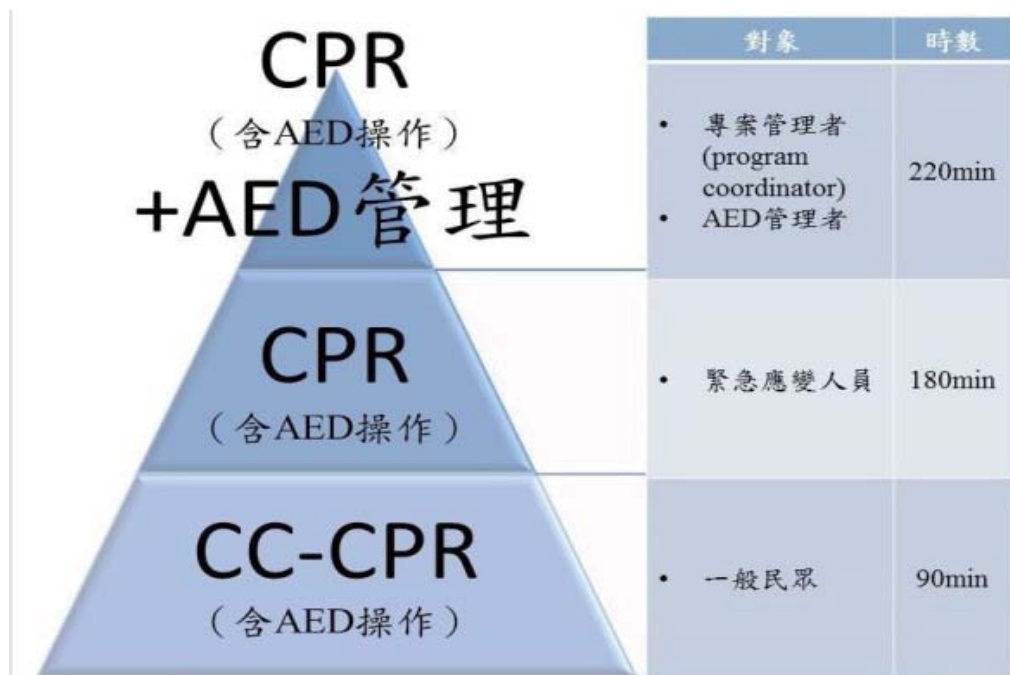 CPR
（含AED操作）
+AED管理
CPR
（含AED操作）
CC-CPR
（含AED操作）
對象 時數
• 專案管理者
(program
coordinator)
• AED管理者
220min
• 緊急應變人員 180min
• 一般民眾 90min